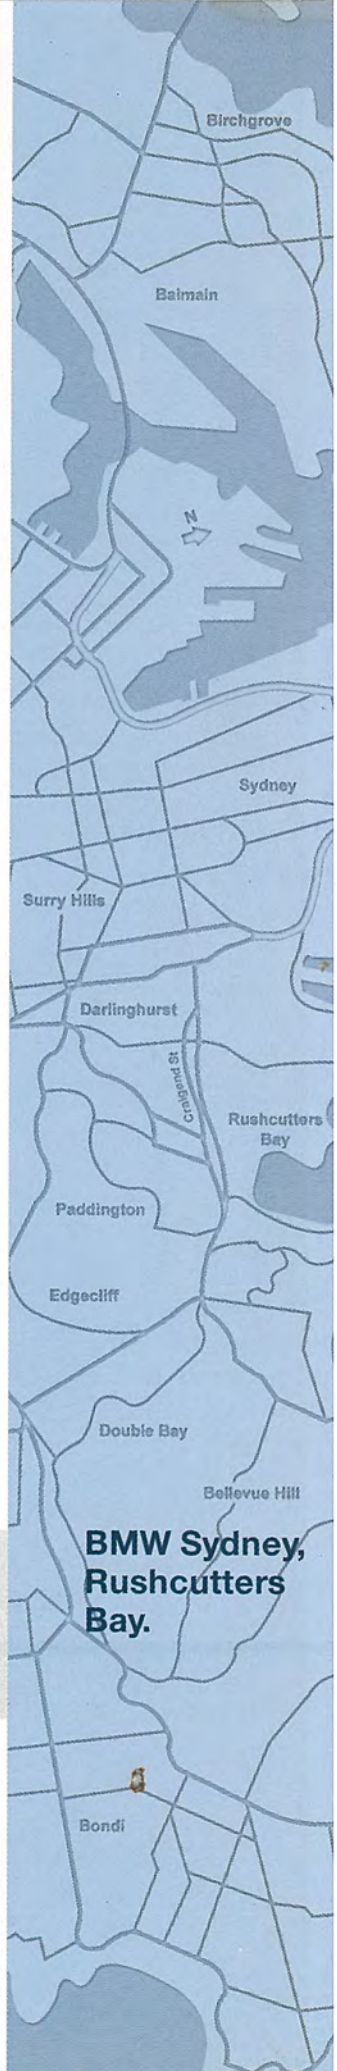 Birchgrove
Balmain
N
Sydney
Surry Hills
Darlinghurst
Craigend St
Rushcutters
Bay
Paddington
Edgecliff
Double Bay
Bellevue Hill
BMW Sydney,
Rushcutters
Bay.
Bondi